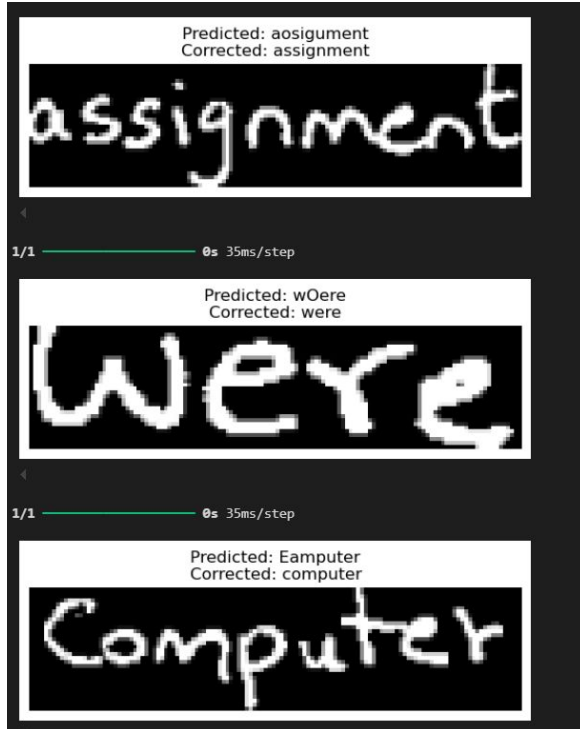 Predicted: aosigument
Corrected: assignment
assignment
1/1 0s 35ms/step
Predicted: wOere
Corrected: were
Were
1/1 0s 35ms/step
Predicted: Eamputer
Corrected: computer
Computer